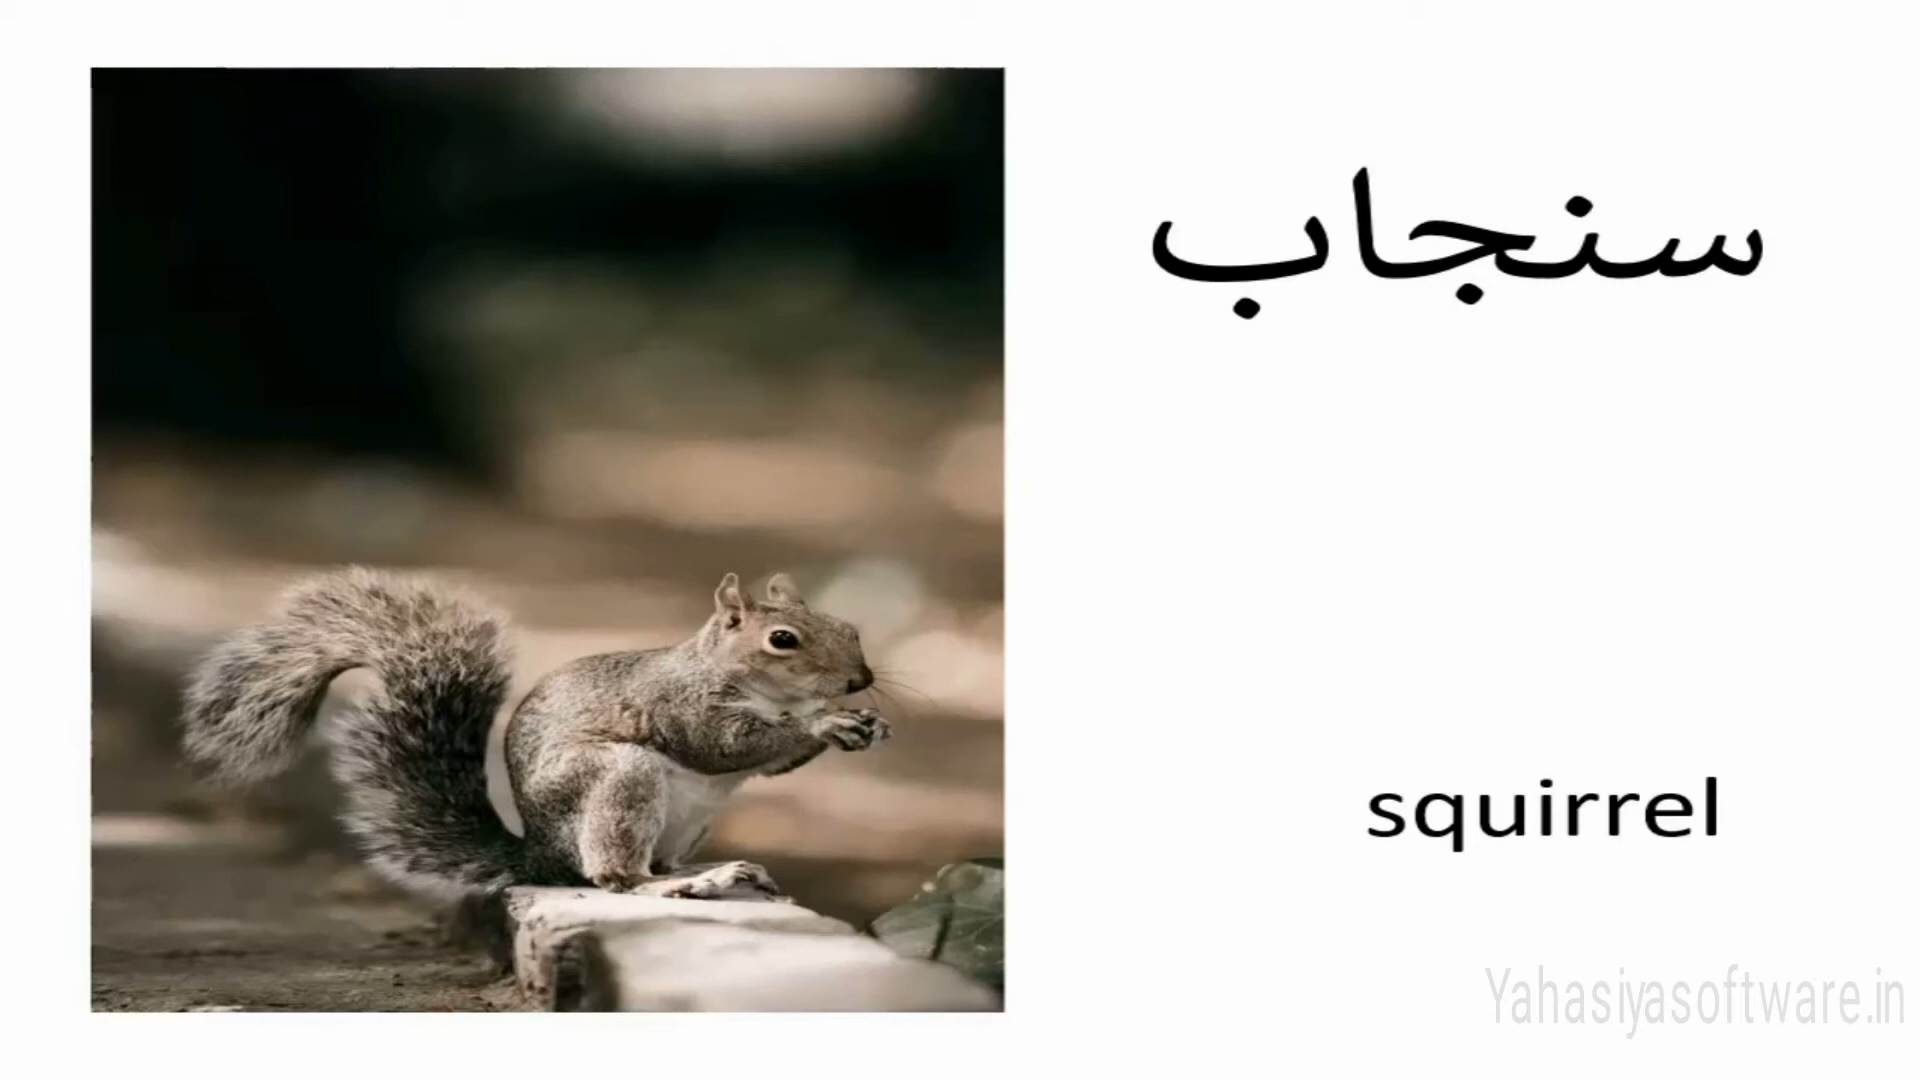 سنجاب
squirrel
Yahasiyasoftware.in